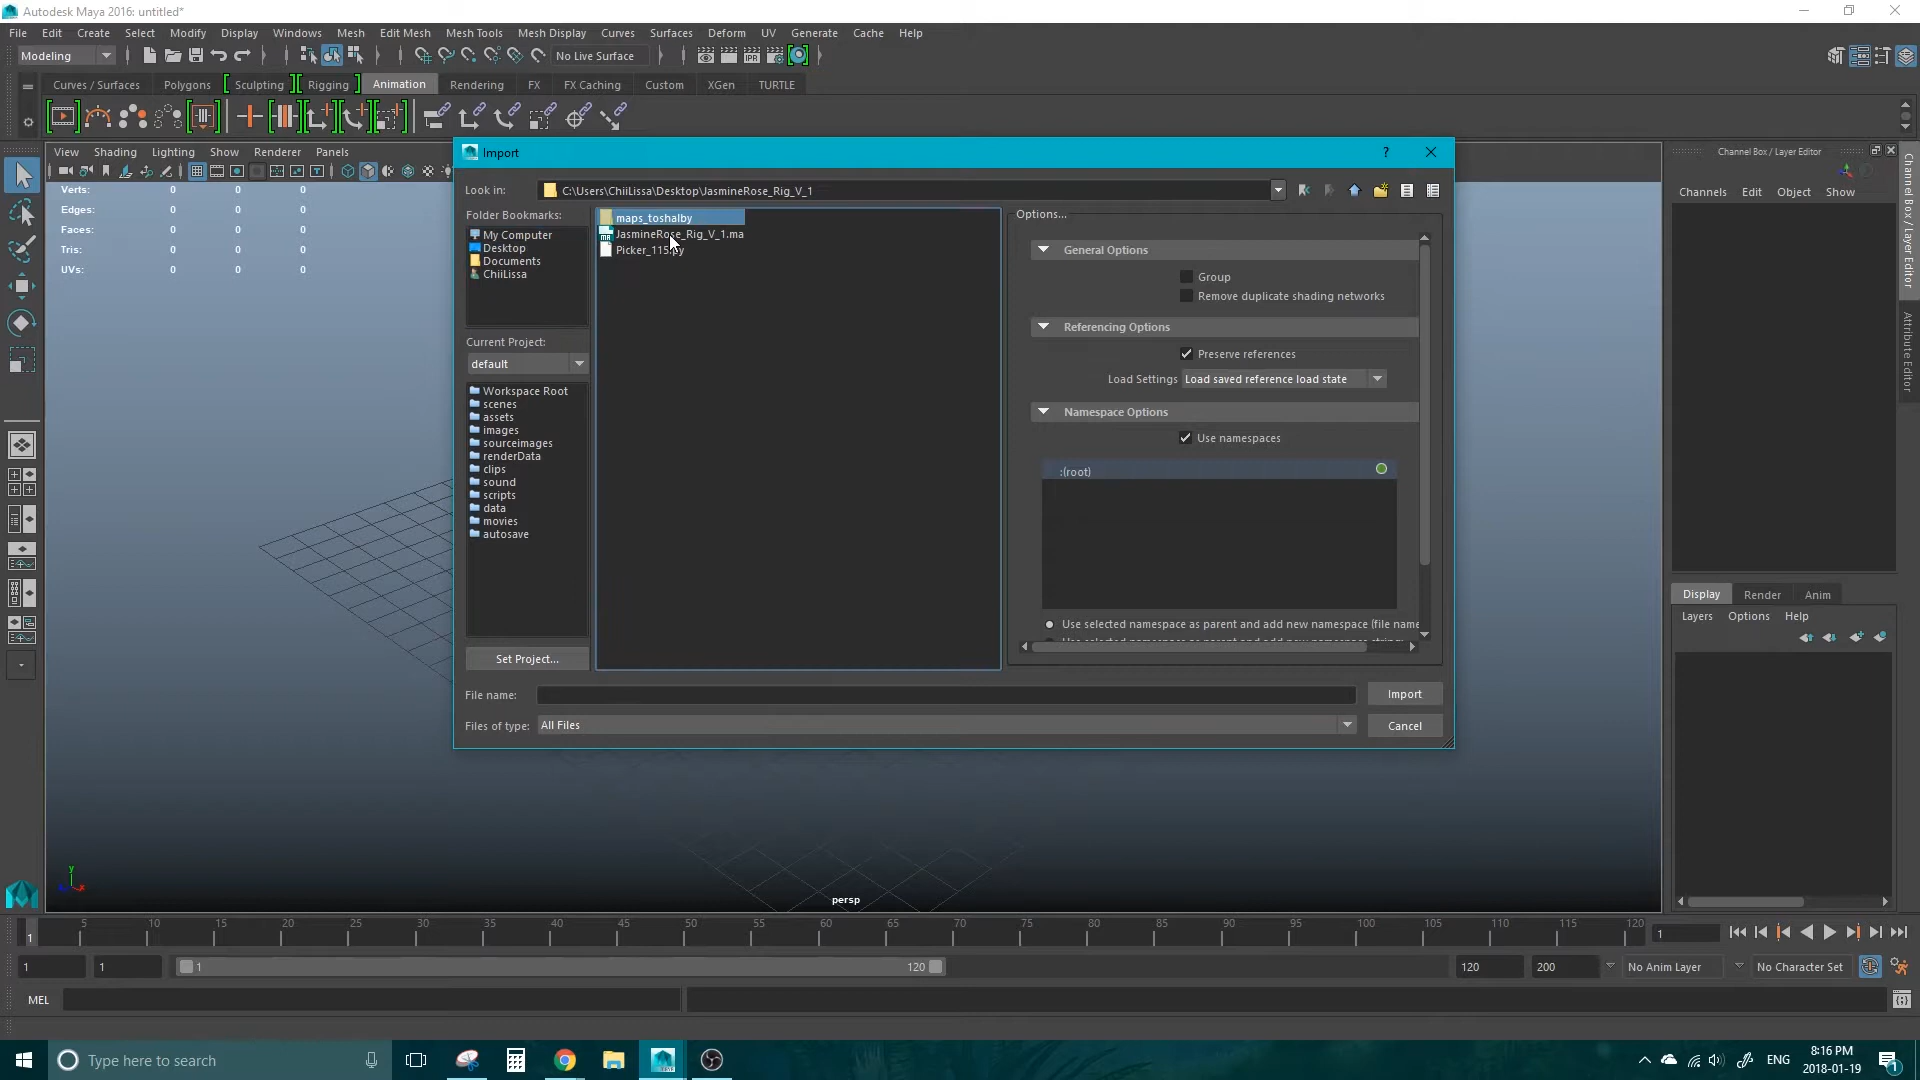 Autodesk Maya 2016: untitled*
File Edit Create Select Modify Display Windows Mesh Edit Mesh Mesh Tools Mesh Display Curves Surfaces Deform UV Generate Cache Help
Modeling No Live Surface
Curves / Surfaces Polygons Sculpting Rigging Animation Rendering FX FX Caching Custom XGen TURTLE
View Shading Lighting Show Renderer Panels
Verts: 0 0 0
Edges: 0 0 0
Faces: 0 0 0
Tris: 0 0 0
UVs: 0 0 0
Import
?
Look in: C:\Users\ChiiLissa\Desktop\JasmineRose_Rig_V_1
Folder Bookmarks:
My Computer
Desktop
Documents
ChiiLissa
Current Project:
default
Workspace Root
scenes
assets
images
sourceimages
renderData
clips
sound
scripts
data
movies
autosave
Set Project...
maps_toshalby
JasmineRose_Rig_V_1.ma
Picker_115.py
Options...
General Options
Group
Remove duplicate shading networks
Referencing Options
Preserve references
Load Settings Load saved reference load state
Namespace Options
Use namespaces
:(root)
Use selected namespace as parent and add new namespace (file name
File name: Import
Files of type: All Files Cancel
Channel Box / Layer Editor
Channels Edit Object Show
Channel Box / Layer Editor
Attribute Editor
Display Render Anim
Layers Options Help
y
x
persp
5 10 15 20 25 30 35 40 45 50 55 60 65 70 75 80 85 90 95 100 105 110 115 120
1
1
1 1 1 120 120 200 No Anim Layer No Character Set
MEL
Type here to search
ENG
8:16 PM
2018-01-19
1